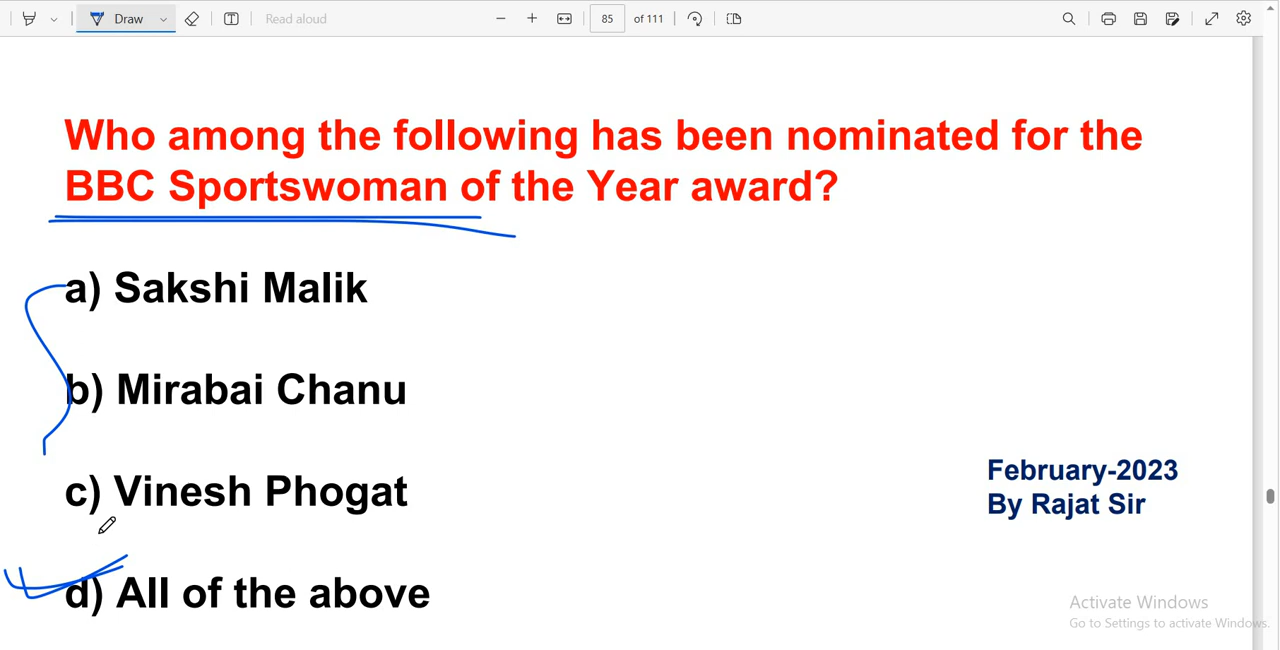 Draw
Read aloud
85 of 111
Who among the following has been nominated for the
BBC Sportswoman of the Year award?
a) Sakshi Malik
b) Mirabai Chanu
c) Vinesh Phogat
d) All of the above
February-2023
By Rajat Sir
Activate Windows
Go to Settings to activate Windows.